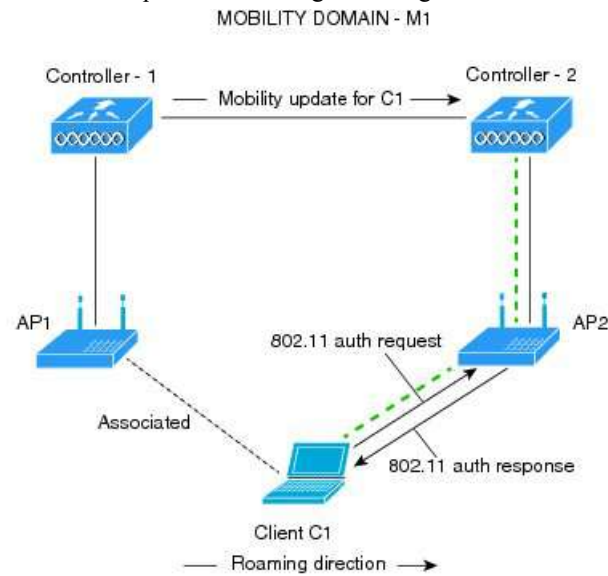 MOBILITY DOMAIN - M1
Controller - 1
Controller - 2
Mobility update for C1
AP1
AP2
802.11 auth request
Associated
802.11 auth response
Client C1
Roaming direction